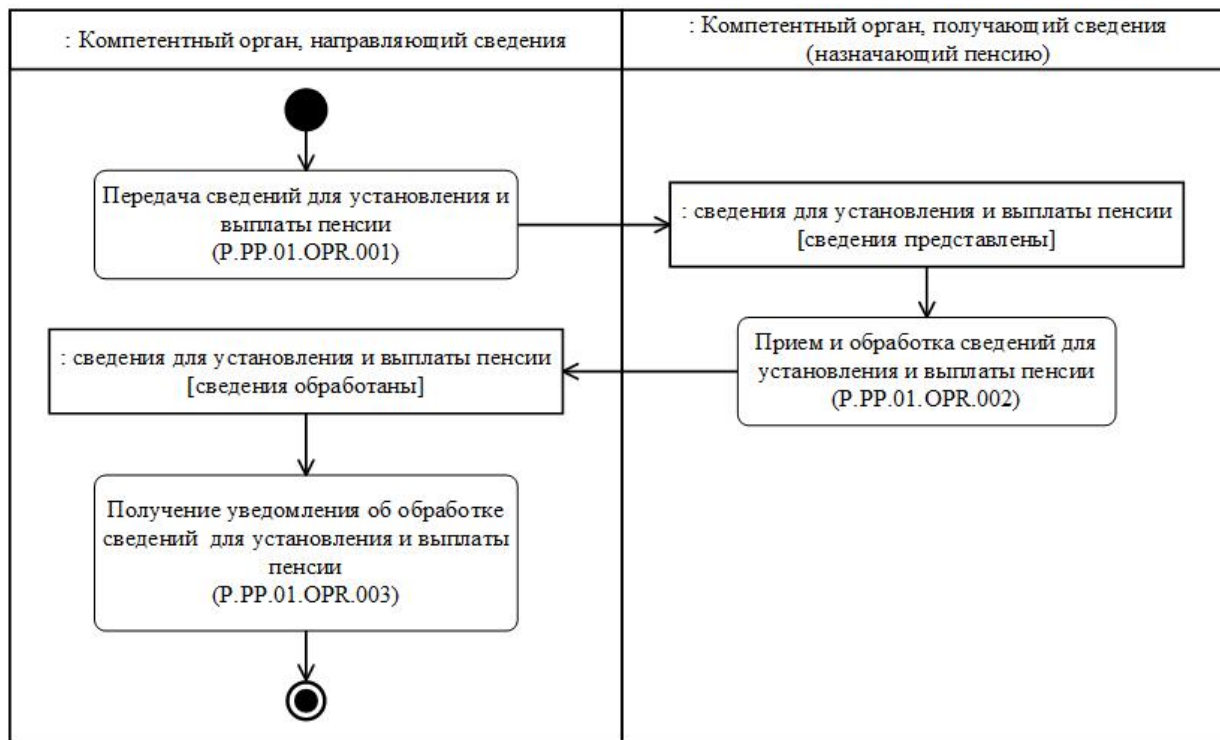 : Компетентный орган, направляющий сведения
: Компетентный орган, получающий сведения
(назначающий пенсию)
Передача сведений для установления и
выплаты пенсии
(P.PP.01.OPR.001)
: сведения для установления и выплаты пенсии
[сведения представлены]
: сведения для установления и выплаты пенсии
[сведения обработаны]
Прием и обработка сведений для
установления и выплаты пенсии
(P.PP.01.OPR.002)
Получение уведомления об обработке
сведений для установления и выплаты
пенсии
(P.PP.01.OPR.003)